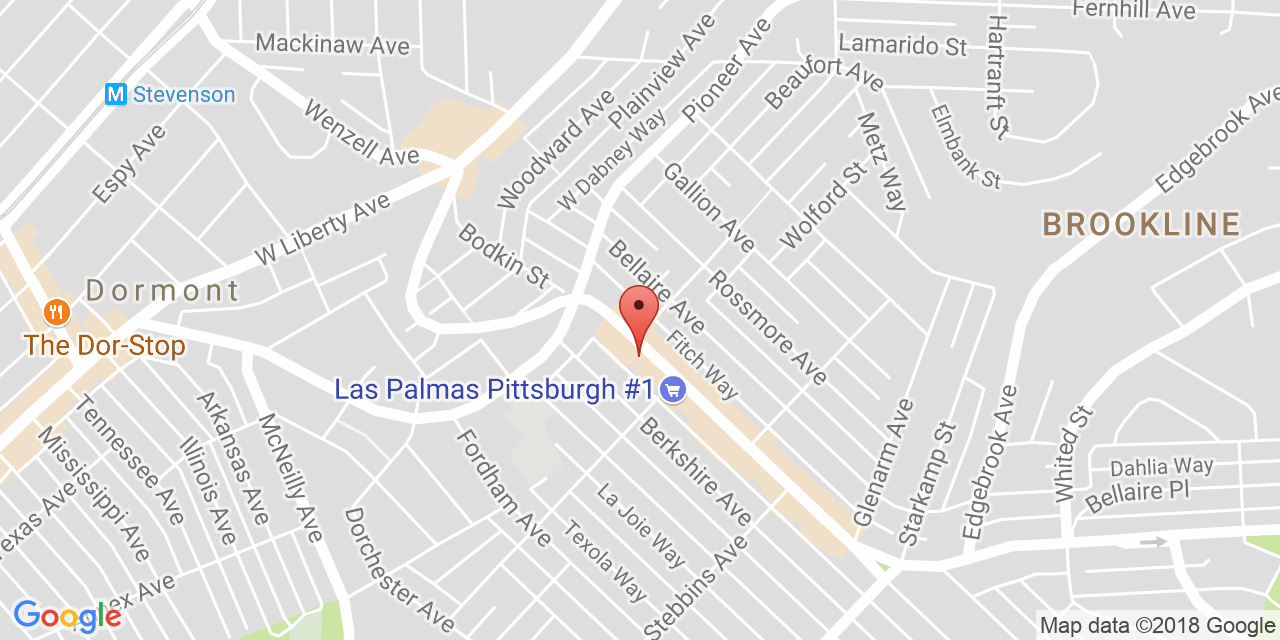 Fernhill Ave
Mackinaw Ave
Lamarido St
Hartranft St
Plainview Ave
Pioneer Ave
Beaufort Ave
M Stevenson
Wenzell Ave
Woodward Ave
W Dabney Way
Metz Way
Elmbank St
Edgebrook Ave
Espy Ave
Gallion Ave
Wolford St
W Liberty Ave
BROOKLINE
Bodkin St
Bellaire Ave
Rossmore Ave
Dormont
The Dor-Stop
Fitch Way
Las Palmas Pittsburgh #1
Tennessee Ave
Arkansas Ave
McNeilly Ave
Mississippi Ave
Illinois Ave
Fordham Ave
Berkshire Ave
Glenarm Ave
Starkamp St
Edgebrook Ave
Whited St
Dahlia Way
Bellaire Pl
Texas Ave
La Joie Way
Texola Way
Stebbins Ave
Dorchester Ave
Ave
Google
Map data ©2018 Google